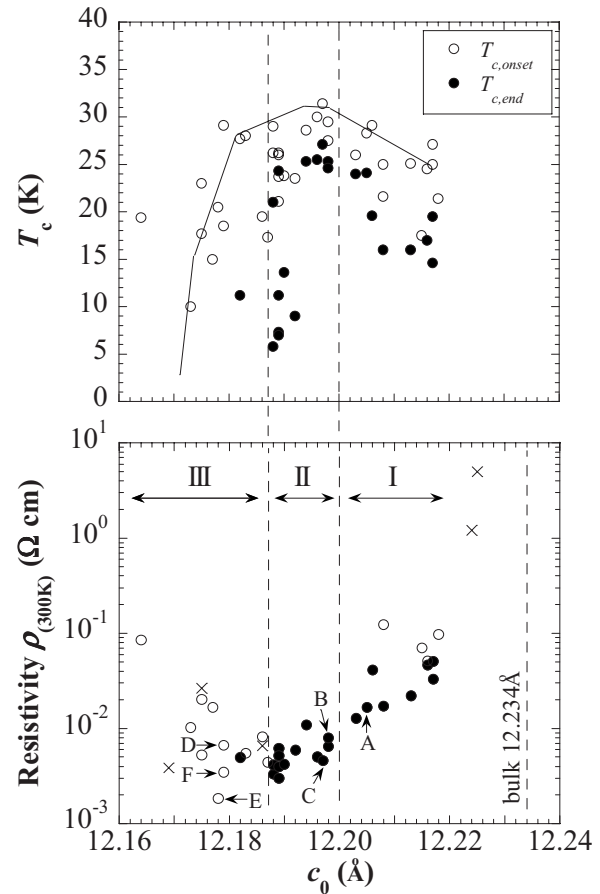 40
35
30
25
20
15
10
5
0
T_c (K)
T_c,onset
T_c,end
10^1
10^0
10^-1
10^-2
10^-3
Resistivity ρ_(300K) (Ω cm)
III
II
I
A
B
C
D
F
E
bulk 12.234Å
12.16
12.18
12.20
12.22
12.24
c_0 (Å)